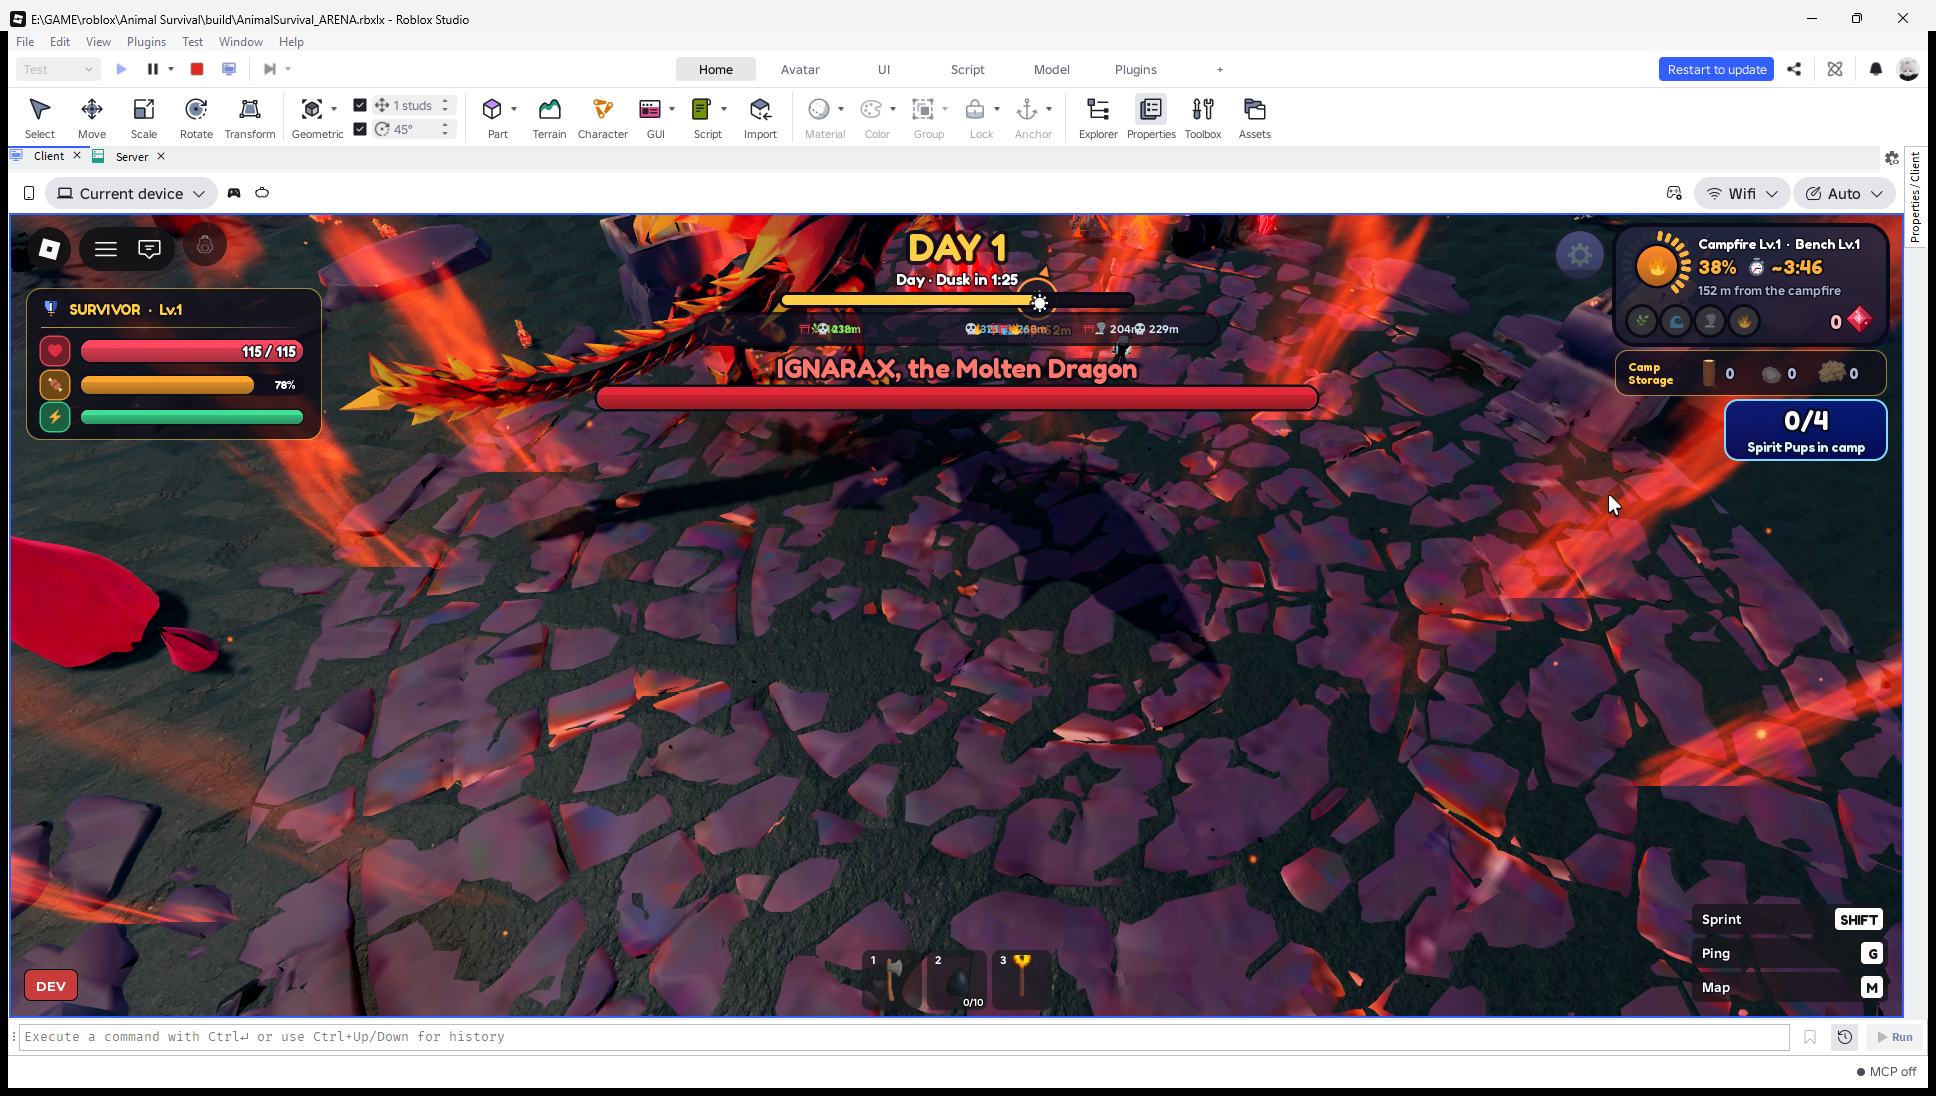 E:\GAME\roblox\Animal Survival\build\AnimalSurvival_ARENA.rbxlx - Roblox Studio
File Edit View Plugins Test Window Help
Test
Home Avatar UI Script Model Plugins +
Restart to update
Select Move Scale Rotate Transform Geometric
1 studs
45°
Part Terrain Character GUI Script Import
Material Color Group Lock Anchor
Explorer Properties Toolbox Assets
Client Server
Properties / Client
Current device
Wifi Auto
DAY 1
Day · Dusk in 1:25
204m 229m
IGNARAX, the Molten Dragon
SURVIVOR · Lv.1
115 / 115
78%
Campfire Lv.1 · Bench Lv.1
38% ~3:46
152 m from the campfire
0
Camp Storage 0 0 0
0/4
Spirit Pups in camp
Sprint SHIFT
Ping G
Map M
1 2 3
0/10
DEV
Execute a command with Ctrl↵ or use Ctrl+Up/Down for history
Run
MCP off